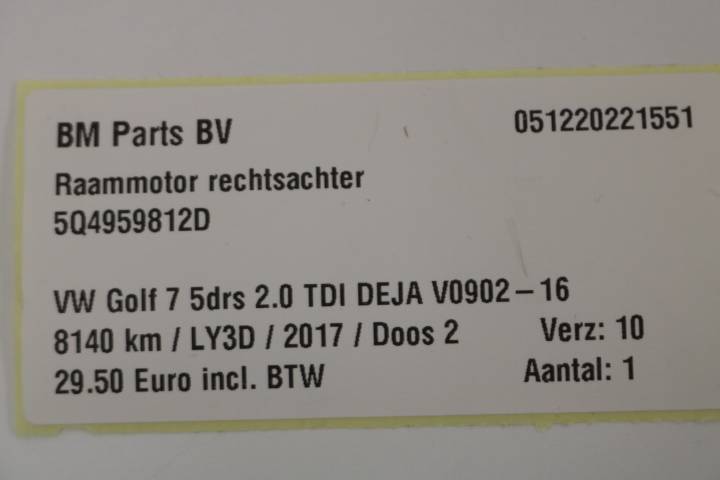 BM Parts BV 051220221551
Raammotor rechtsachter
5Q4959812D
VW Golf 7 5drs 2.0 TDI DEJA V0902-16
8140 km / LY3D / 2017 / Doos 2 Verz: 10
29.50 Euro incl. BTW Aantal: 1